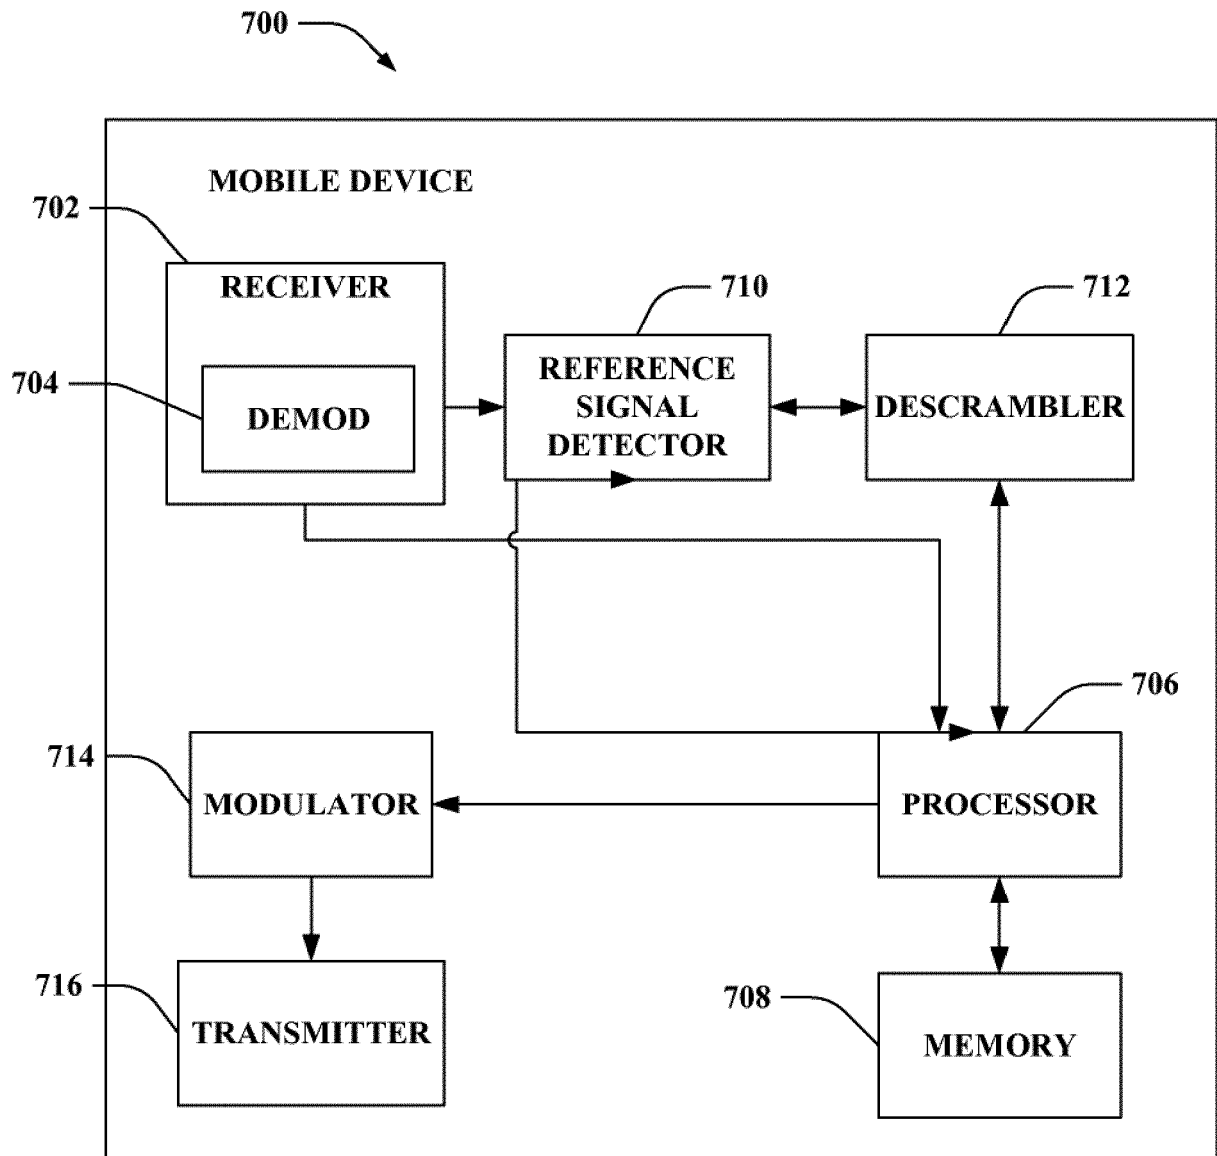 700
MOBILE DEVICE
702
RECEIVER
710
712
704
DEMOD
REFERENCE
SIGNAL
DETECTOR
DESCRAMBLER
706
714
MODULATOR
PROCESSOR
716
TRANSMITTER
708
MEMORY